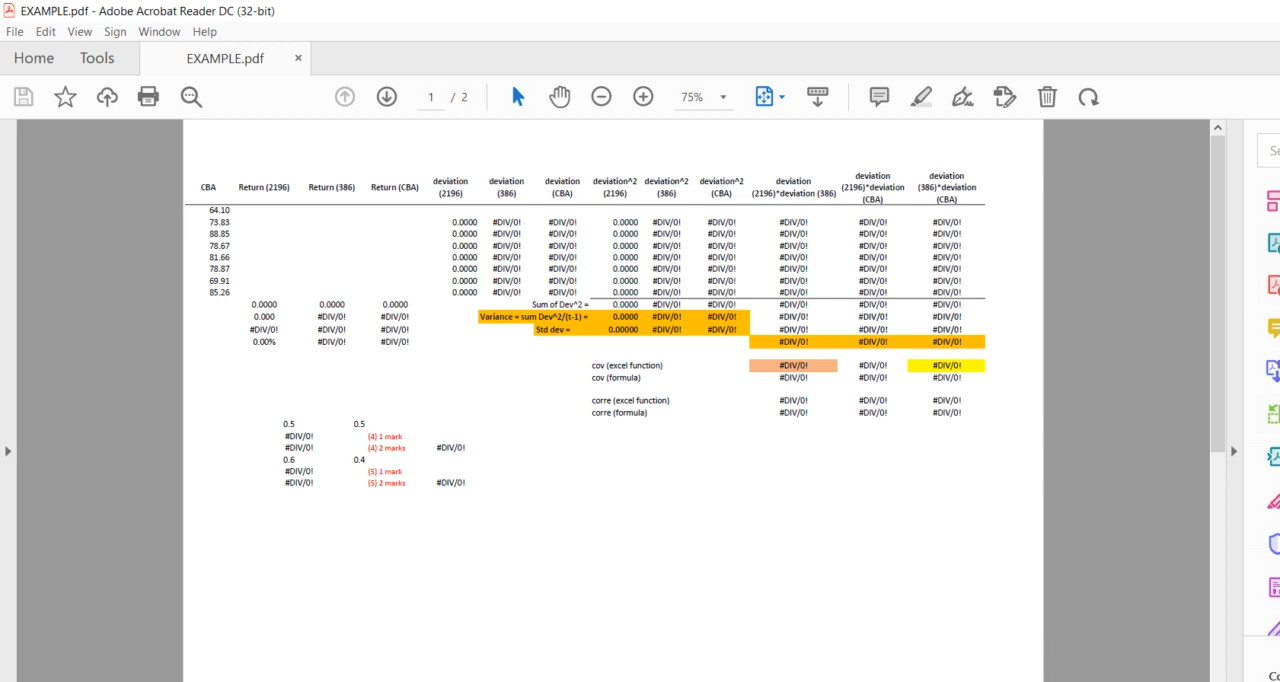 EXAMPLE.pdf - Adobe Acrobat Reader DC (32-bit)
File Edit View Sign Window Help
Home Tools EXAMPLE.pdf ×
1 / 2 75%
deviation deviation
deviation deviation deviation deviation^2 deviation^2 deviation^2 deviation (2196)*deviation (386)*deviation
CBA Return (2196) Return (386) Return (CBA) (2196) (386) (CBA) (2196) (386) (CBA) (2196)*deviation (386) (CBA) (CBA)
64.10
73.83 0.0000 #DIV/0! #DIV/0! 0.0000 #DIV/0! #DIV/0! #DIV/0! #DIV/0! #DIV/0!
88.85 0.0000 #DIV/0! #DIV/0! 0.0000 #DIV/0! #DIV/0! #DIV/0! #DIV/0! #DIV/0!
78.67 0.0000 #DIV/0! #DIV/0! 0.0000 #DIV/0! #DIV/0! #DIV/0! #DIV/0! #DIV/0!
81.66 0.0000 #DIV/0! #DIV/0! 0.0000 #DIV/0! #DIV/0! #DIV/0! #DIV/0! #DIV/0!
78.87 0.0000 #DIV/0! #DIV/0! 0.0000 #DIV/0! #DIV/0! #DIV/0! #DIV/0! #DIV/0!
69.91 0.0000 #DIV/0! #DIV/0! 0.0000 #DIV/0! #DIV/0! #DIV/0! #DIV/0! #DIV/0!
85.26 0.0000 #DIV/0! #DIV/0! 0.0000 #DIV/0! #DIV/0! #DIV/0! #DIV/0! #DIV/0!
0.0000 0.0000 0.0000 Sum of Dev^2 = 0.0000 #DIV/0! #DIV/0! #DIV/0! #DIV/0! #DIV/0!
0.000 #DIV/0! #DIV/0! Variance = sum Dev^2/(t-1) = 0.0000 #DIV/0! #DIV/0! #DIV/0! #DIV/0! #DIV/0!
#DIV/0! #DIV/0! #DIV/0! Std dev = 0.00000 #DIV/0! #DIV/0! #DIV/0! #DIV/0! #DIV/0!
0.00% #DIV/0! #DIV/0! #DIV/0! #DIV/0! #DIV/0!
cov (excel function) #DIV/0! #DIV/0! #DIV/0!
cov (formula) #DIV/0! #DIV/0! #DIV/0!
corre (excel function) #DIV/0! #DIV/0! #DIV/0!
corre (formula) #DIV/0! #DIV/0! #DIV/0!
0.5 0.5
#DIV/0! (4) 1 mark
#DIV/0! (4) 2 marks #DIV/0!
0.6 0.4
#DIV/0! (5) 1 mark
#DIV/0! (5) 2 marks #DIV/0!